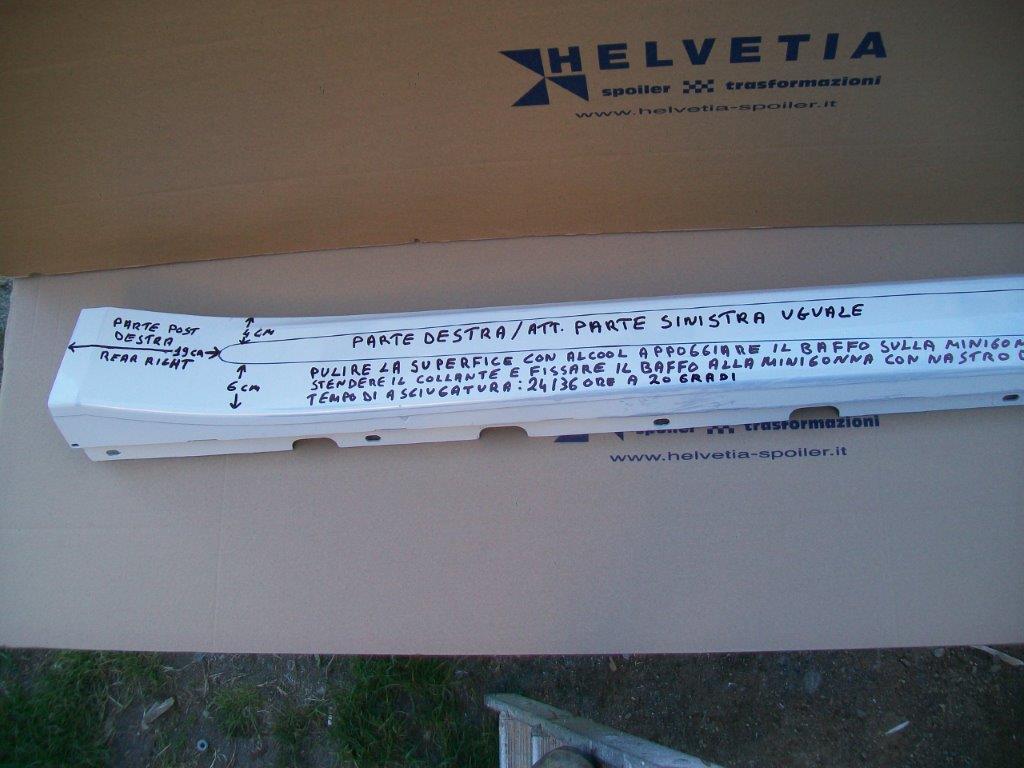 HELVETIA
spoiler trasformazioni
www.helvetia-spoiler.it
PARTE POST
DESTRA
19 CM
REAR RIGHT
4 CM
6 CM
PARTE DESTRA/ATT. PARTE SINISTRA UGUALE
PULIRE LA SUPERFICE CON ALCOOL APPOGGIARE IL BAFFO SULLA MINIGON
STENDERE IL COLLANTE E FISSARE IL BAFFO ALLA MINIGONNA CON NASTRO
TEMPO DI ASCIUGATURA: 24/36 ORE A 20 GRADI
spoiler trasformazioni
www.helvetia-spoiler.it